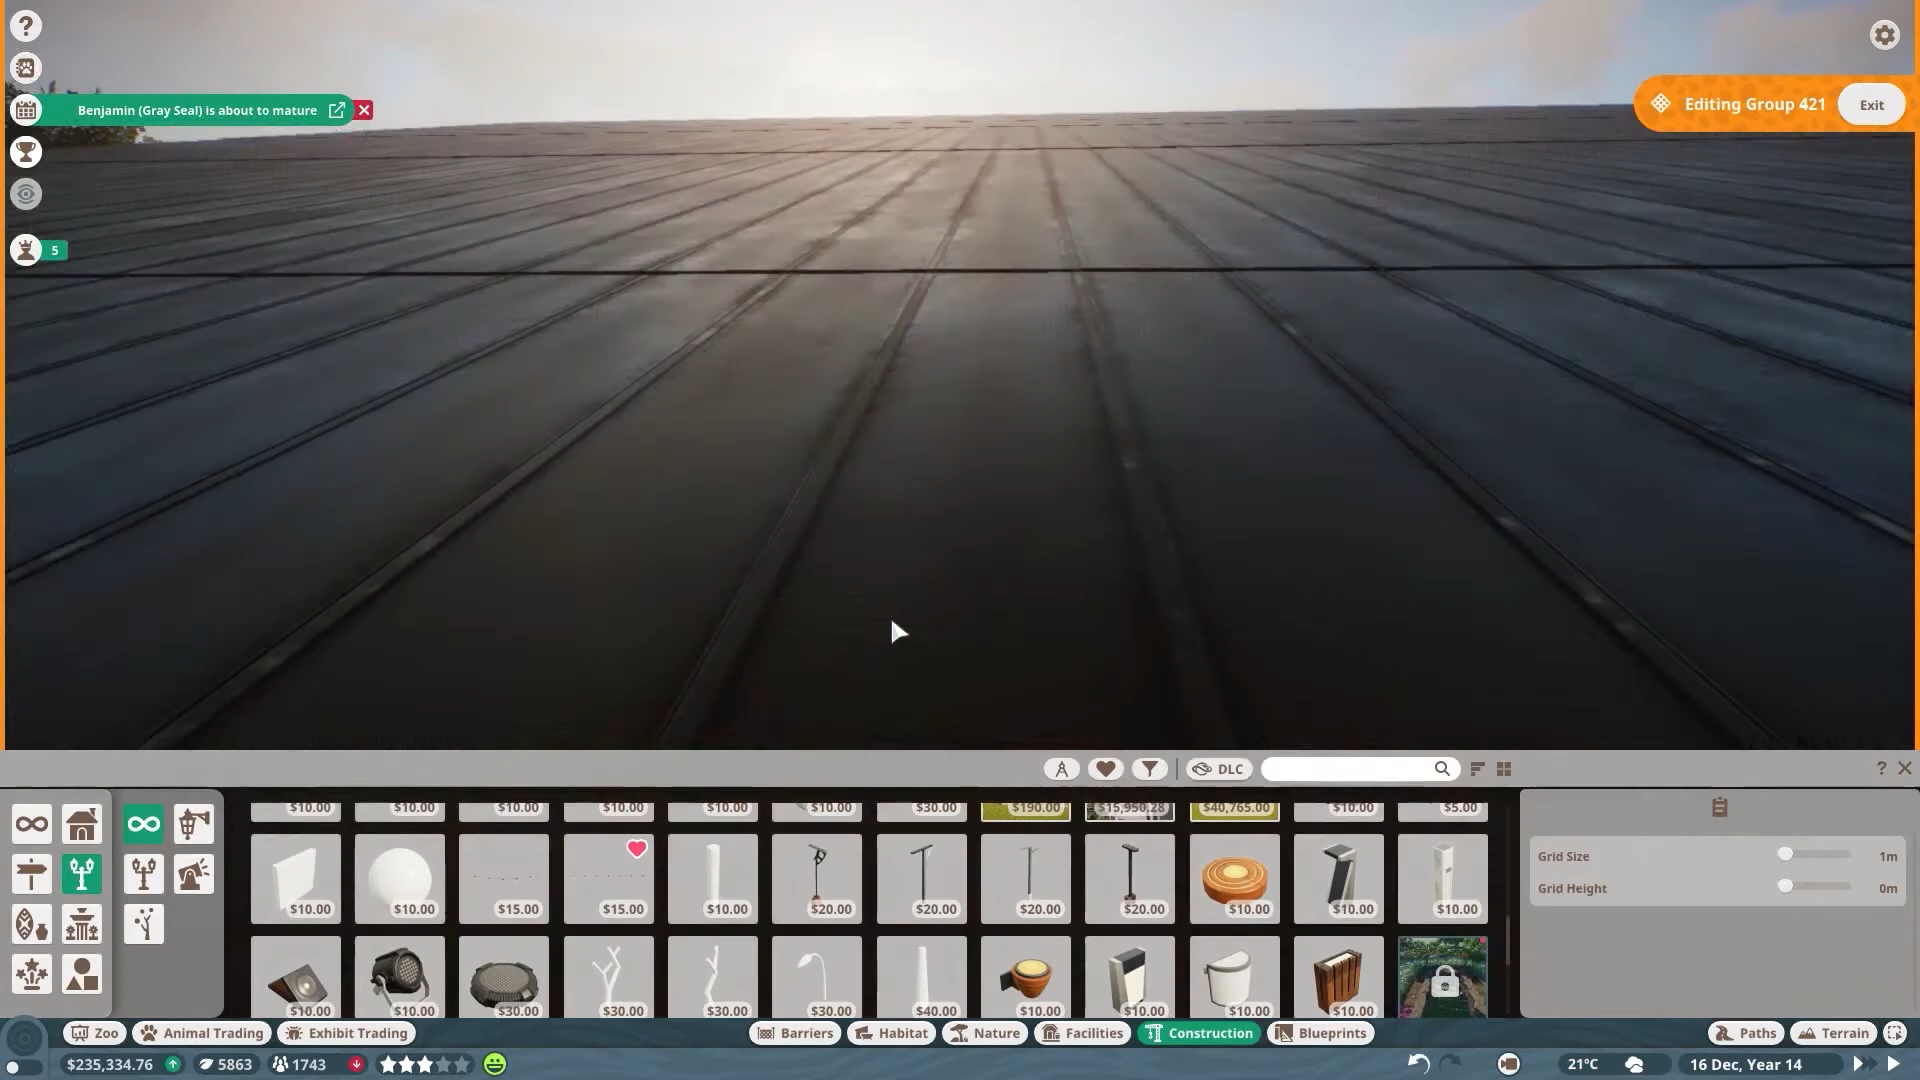 ?
Benjamin (Gray Seal) is about to mature
Editing Group 421
Exit
5
DLC
?
$10.00 $10.00 $10.00 $10.00 $10.00 $10.00 $30.00 $190.00 $15,950.28 $40,765.00 $10.00 $5.00
$10.00 $10.00 $15.00 $15.00 $10.00 $20.00 $20.00 $20.00 $20.00 $10.00 $10.00 $10.00
$10.00 $10.00 $30.00 $30.00 $30.00 $30.00 $40.00 $10.00 $10.00 $10.00 $10.00
Grid Size 1m
Grid Height 0m
Zoo Animal Trading Exhibit Trading Barriers Habitat Nature Facilities Construction Blueprints Paths Terrain
$235,334.76 5863 1743 21°C 16 Dec, Year 14